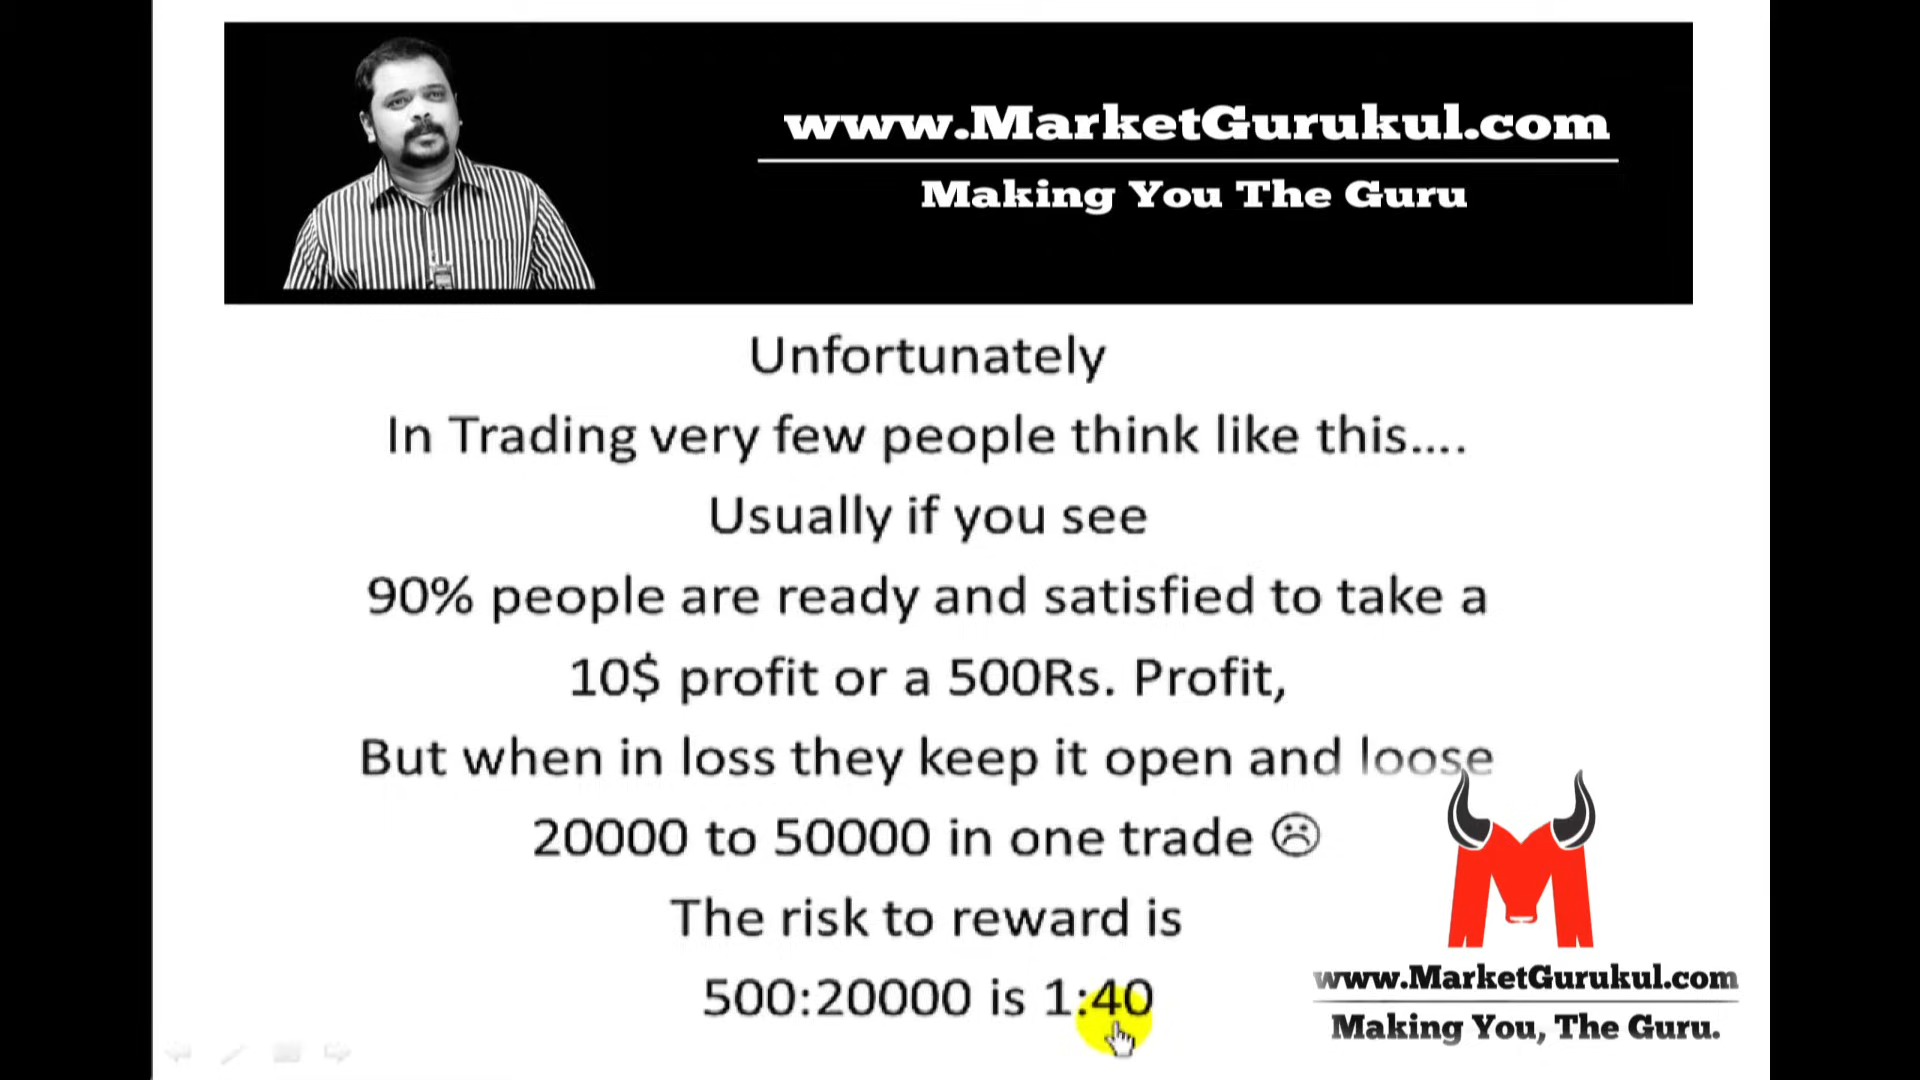 www.MarketGurukul.com
Making You The Guru
Unfortunately
In Trading very few people think like this....
Usually if you see
90% people are ready and satisfied to take a
10$ profit or a 500Rs. Profit,
But when in loss they keep it open and loose
20000 to 50000 in one trade ☹
The risk to reward is
500:20000 is 1:40
www.MarketGurukul.com
Making You, The Guru.